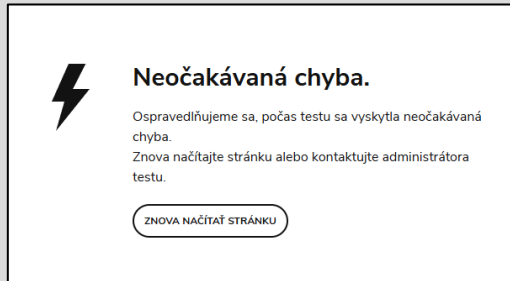 Neočakávaná chyba.
Ospravedlňujeme sa, počas testu sa vyskytla neočakávaná
chyba.
Znova načítajte stránku alebo kontaktujte administrátora
testu.
ZNOVA NAČÍTAŤ STRÁNKU